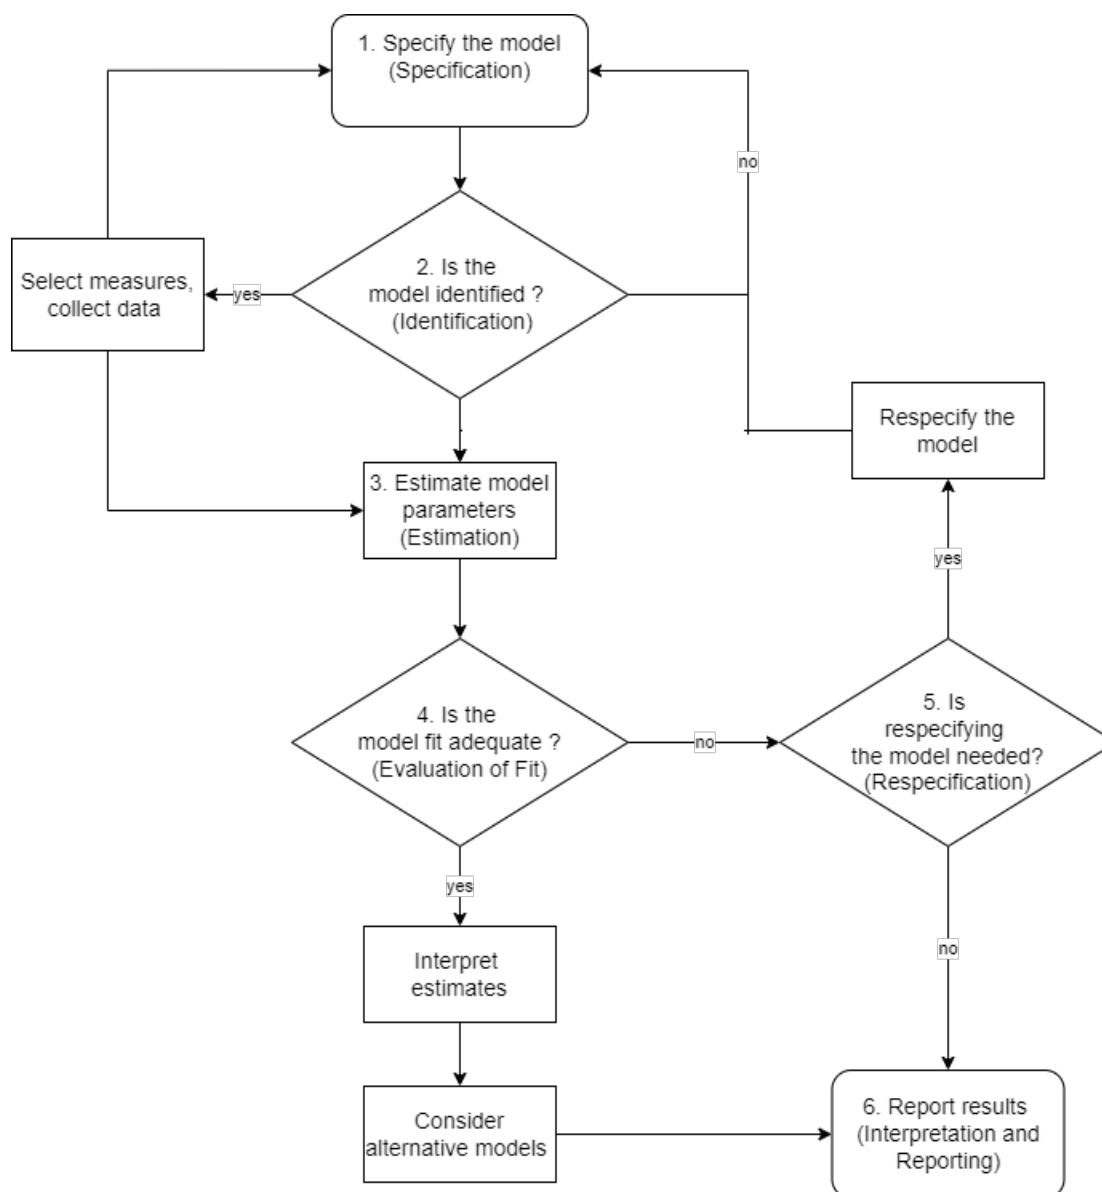 1. Specify the model
(Specification)
no
2. Is the
model identified ?
(Identification)
yes
Select measures,
collect data
Respecify the
model
3. Estimate model
parameters
(Estimation)
yes
4. Is the
model fit adequate ?
(Evaluation of Fit)
no
5. Is
respecifying
the model needed?
(Respecification)
yes
no
Interpret
estimates
Consider
alternative models
6. Report results
(Interpretation and
Reporting)